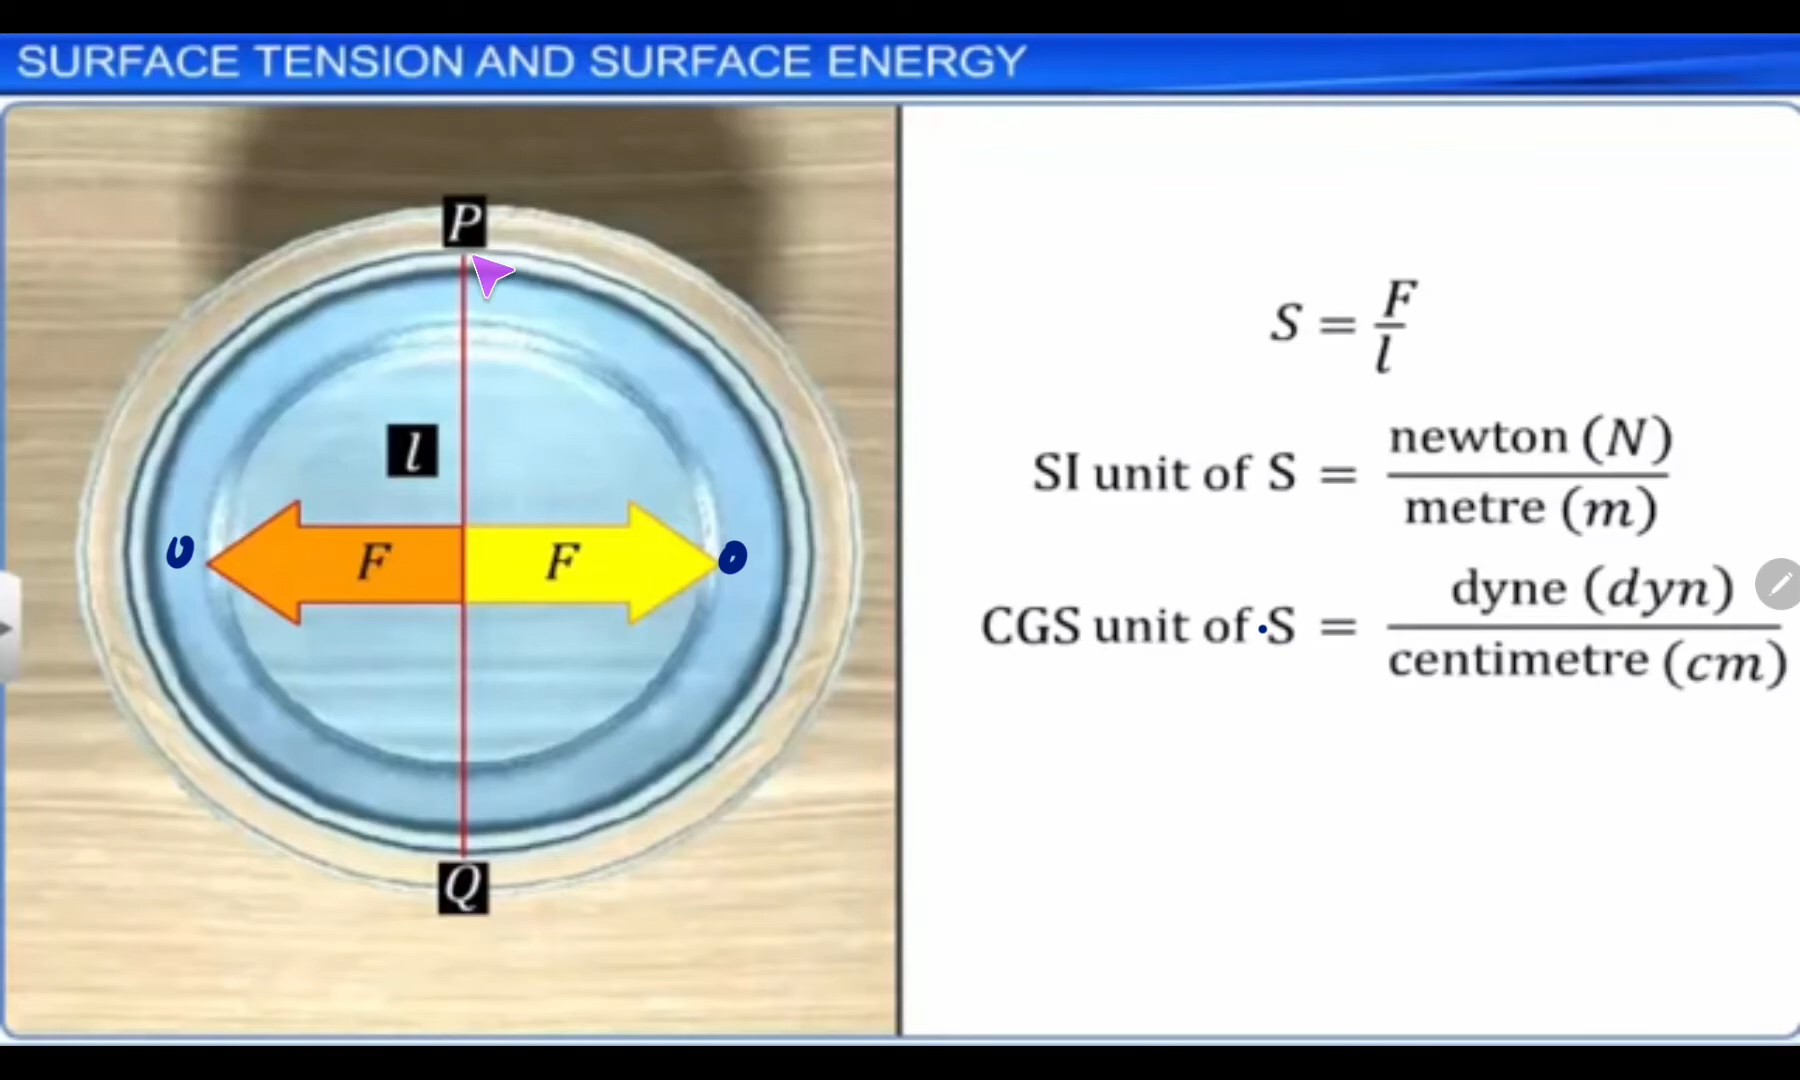 SURFACE TENSION AND SURFACE ENERGY
P
l
F F
Q
S = F/l
SI unit of S = newton (N)/metre (m)
CGS unit of S = dyne (dyn)/centimetre (cm)